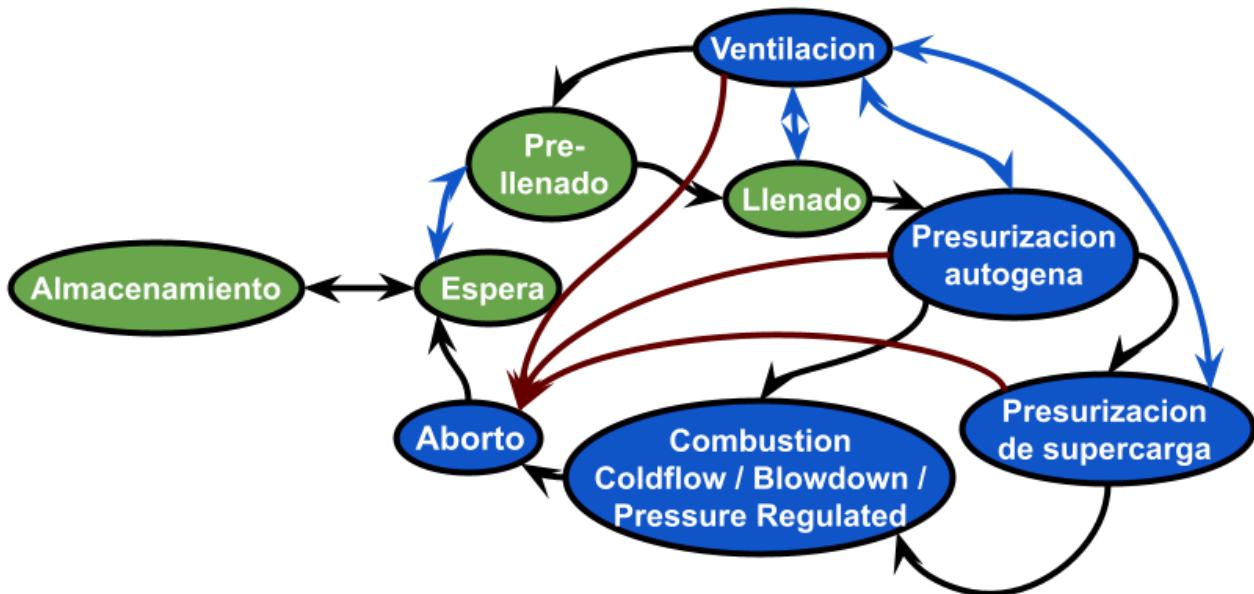 Ventilacion
Pre-
llenado
Llenado
Presurizacion
autogena
Almacenamiento
Espera
Aborto
Combustion
Coldflow / Blowdown /
Pressure Regulated
Presurizacion
de supercarga